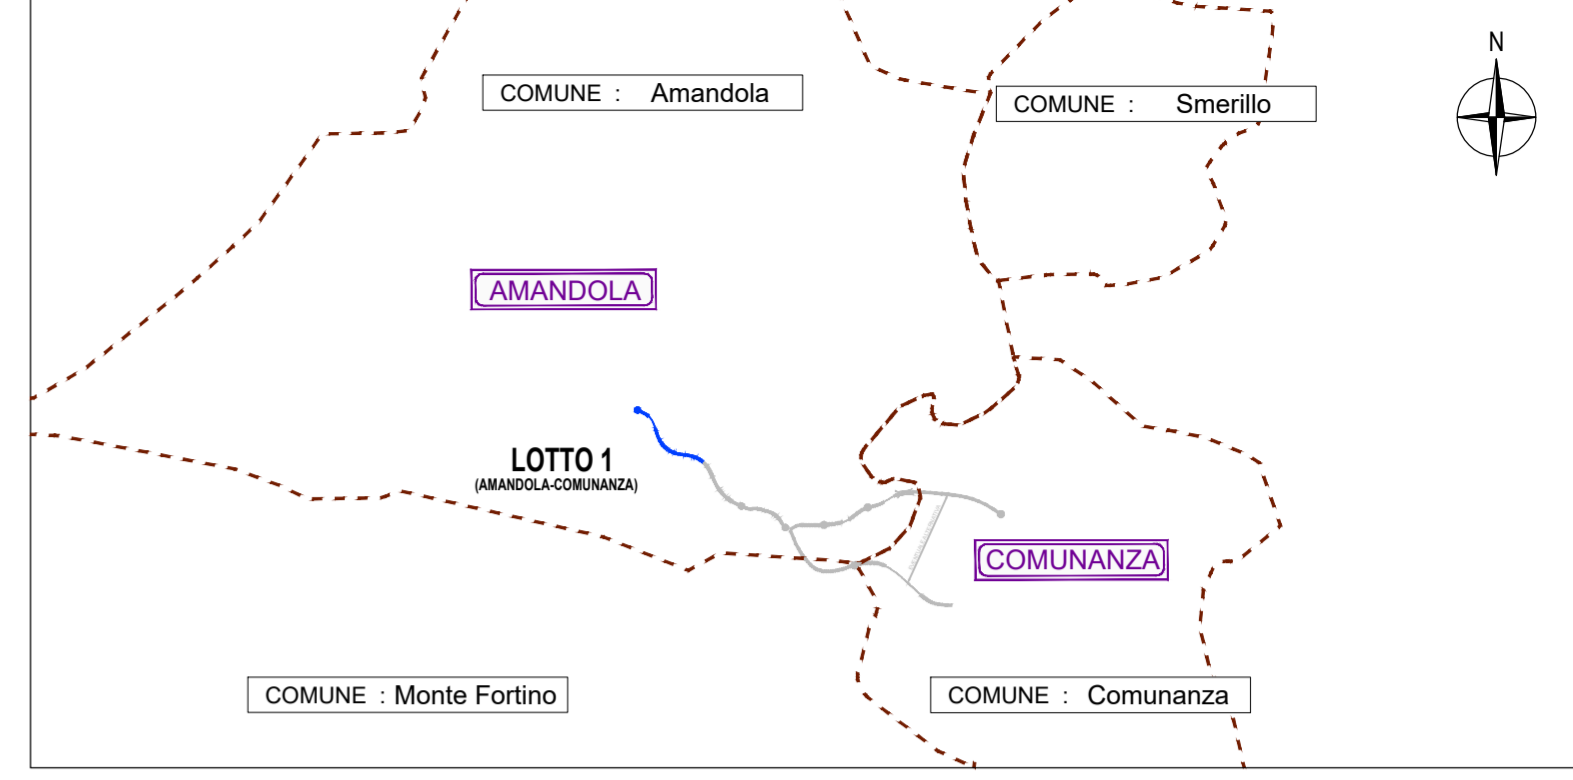 N
COMUNE : Amandola
COMUNE : Smerillo
AMANDOLA
LOTTO 1
(AMANDOLA-COMUNANZA)
COMUNANZA
COMUNE : Monte Fortino
COMUNE : Comunanza